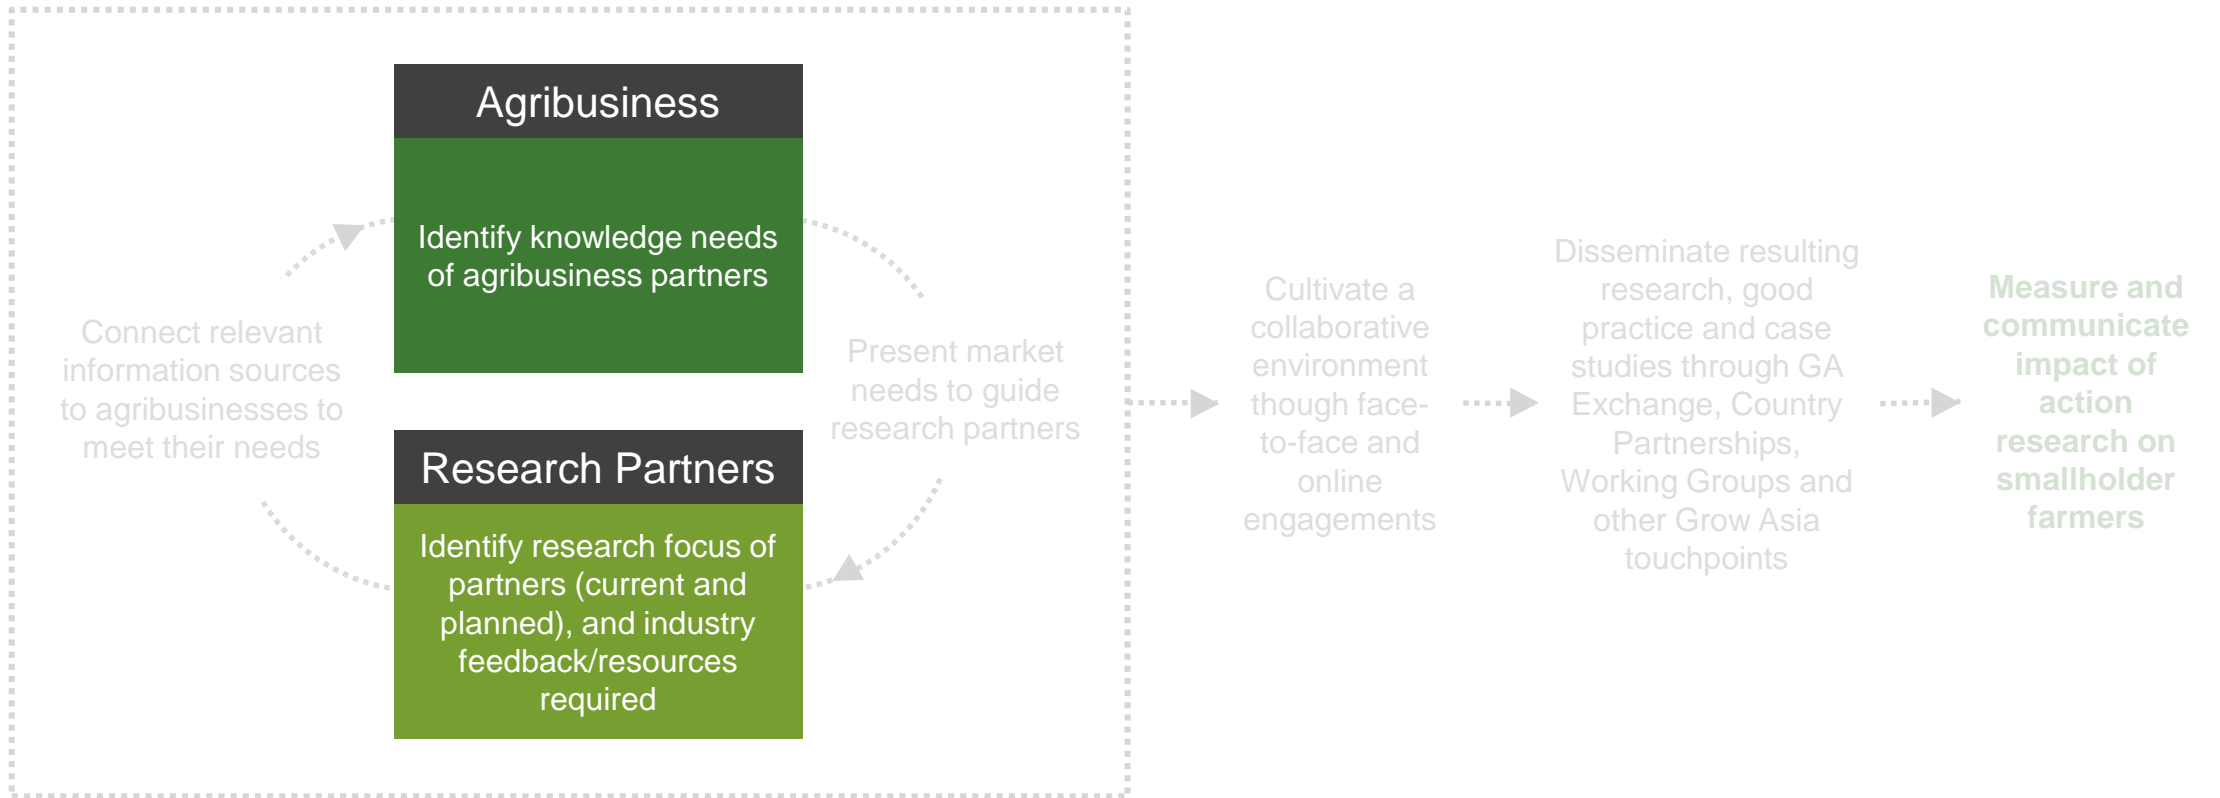 Agribusiness
Identify knowledge needs
of agribusiness partners
Connect relevant
information sources
to agribusinesses to
meet their needs
Present market
needs to guide
research partners
Research Partners
Identify research focus of
partners (current and
planned), and industry
feedback/resources
required
Cultivate a
collaborative
environment
though face-
to-face and
online
engagements
Disseminate resulting
research, good
practice and case
studies through GA
Exchange, Country
Partnerships,
Working Groups and
other Grow Asia
touchpoints
Measure and
communicate
impact of
action
research on
smallholder
farmers